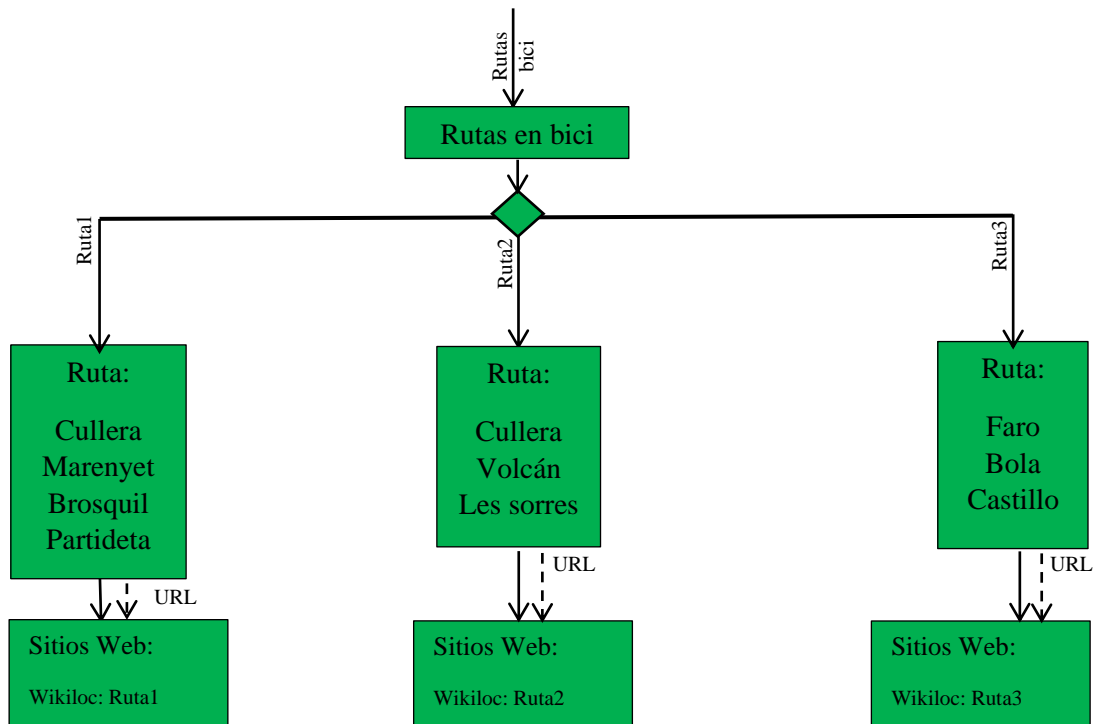 Rutas
bici
Rutas en bici
Ruta1
Ruta2
Ruta3
Ruta:
Cullera
Marenyet
Brosquil
Partideta
Ruta:
Cullera
Volcán
Les sorres
Ruta:
Faro
Bola
Castillo
URL
URL
URL
Sitios Web:
Wikiloc: Ruta1
Sitios Web:
Wikiloc: Ruta2
Sitios Web:
Wikiloc: Ruta3